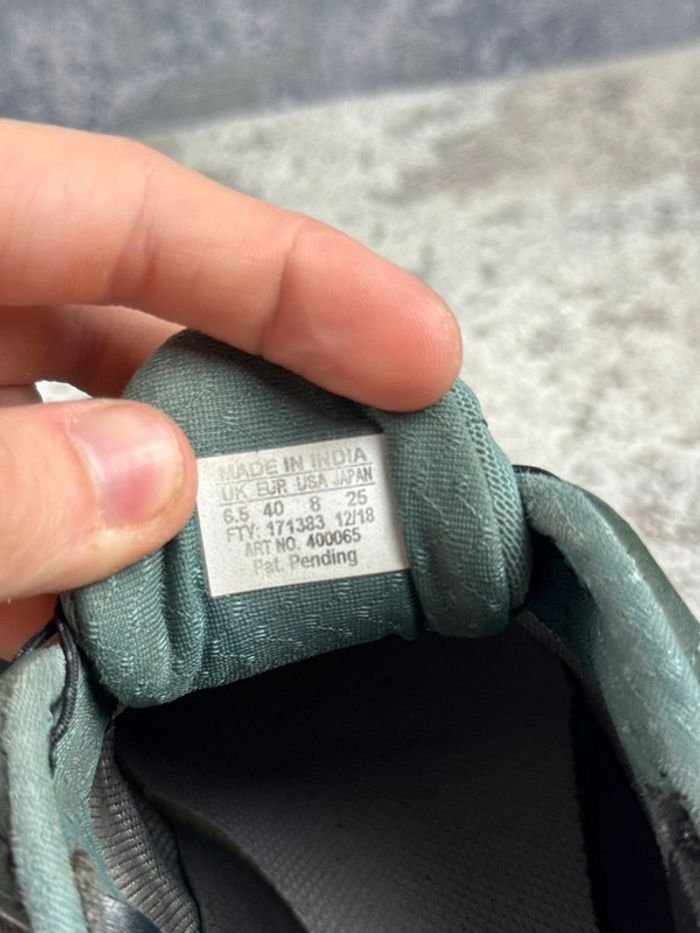 MADE IN INDIA
UK EUR USA JAPAN
6.5 40 8 25
FTY: 171383 12/18
ART NO. 400065
Pat. Pending